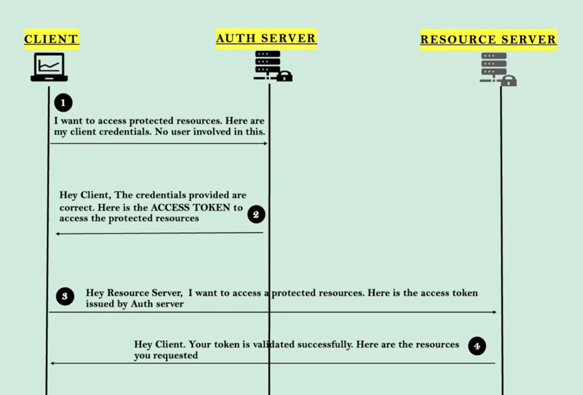 CLIENT
AUTH SERVER
RESOURCE SERVER
1
I want to access protected resources. Here are
my client credentials. No user involved in this.
Hey Client, The credentials provided are
correct. Here is the ACCESS TOKEN to
access the protected resources
2
3
Hey Resource Server, I want to access a protected resources. Here is the access token
issued by Auth server
Hey Client. Your token is validated successfully. Here are the resources
you requested
4